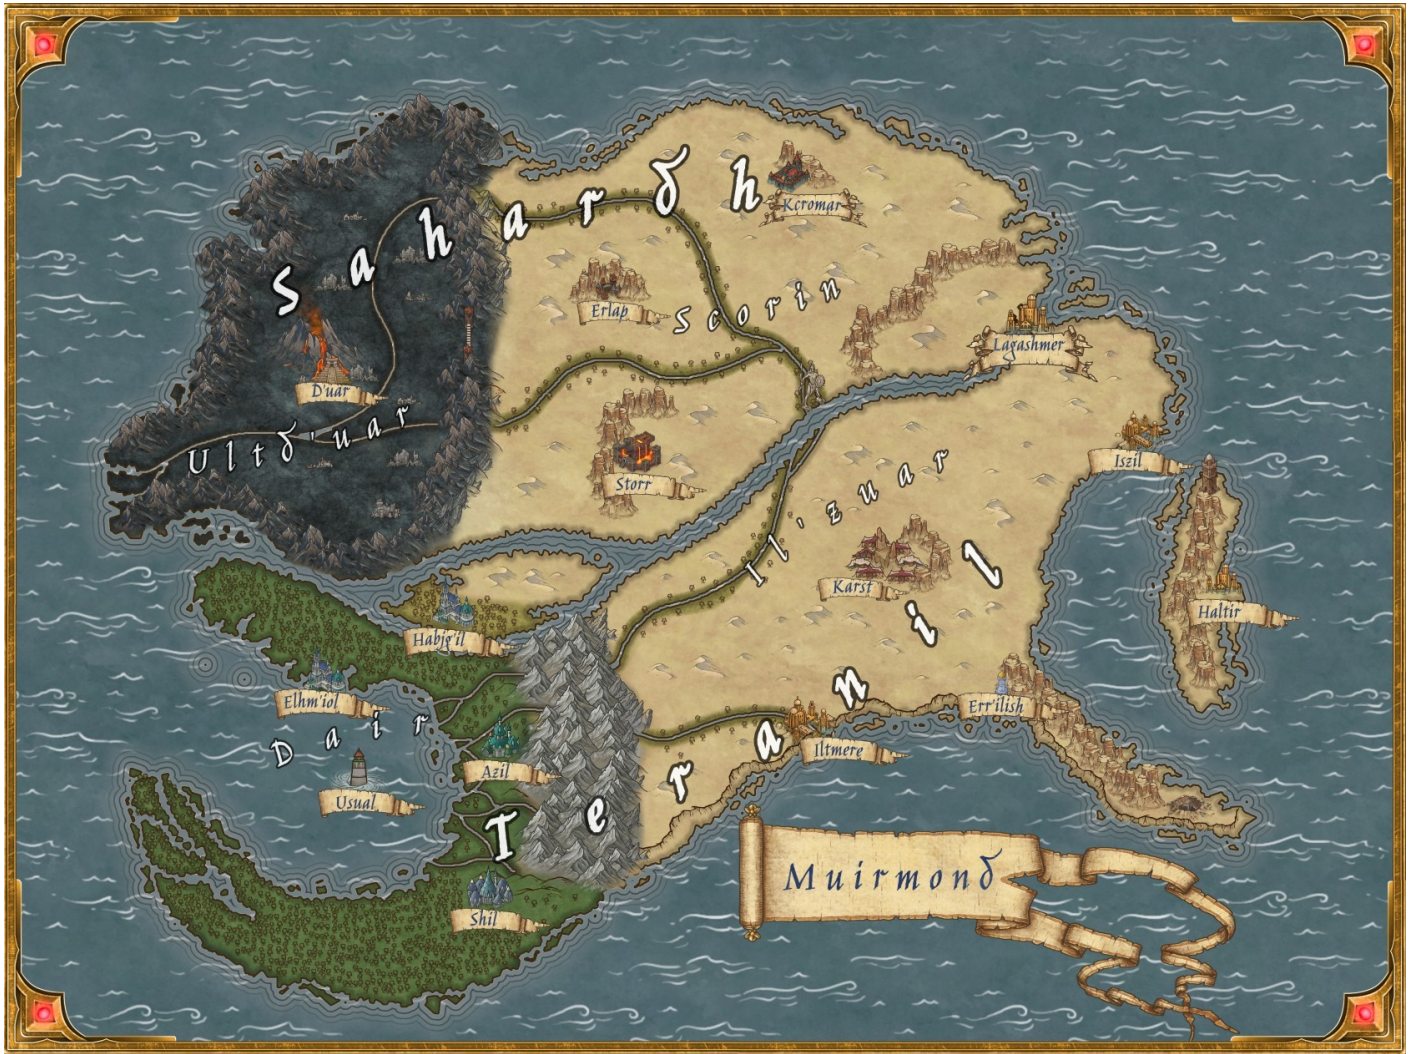 Sahardh
Kcromar
Erlap
Scorin
Lagashmer
D'uar
Ultd'uar
Storr
Iszil
Il'zuar
Karst
Haltir
Habjg'il
Elhm'iol
Err'ilish
Dair
Azil
Iltmere
Usual
Teranil
Shil
Muirmond